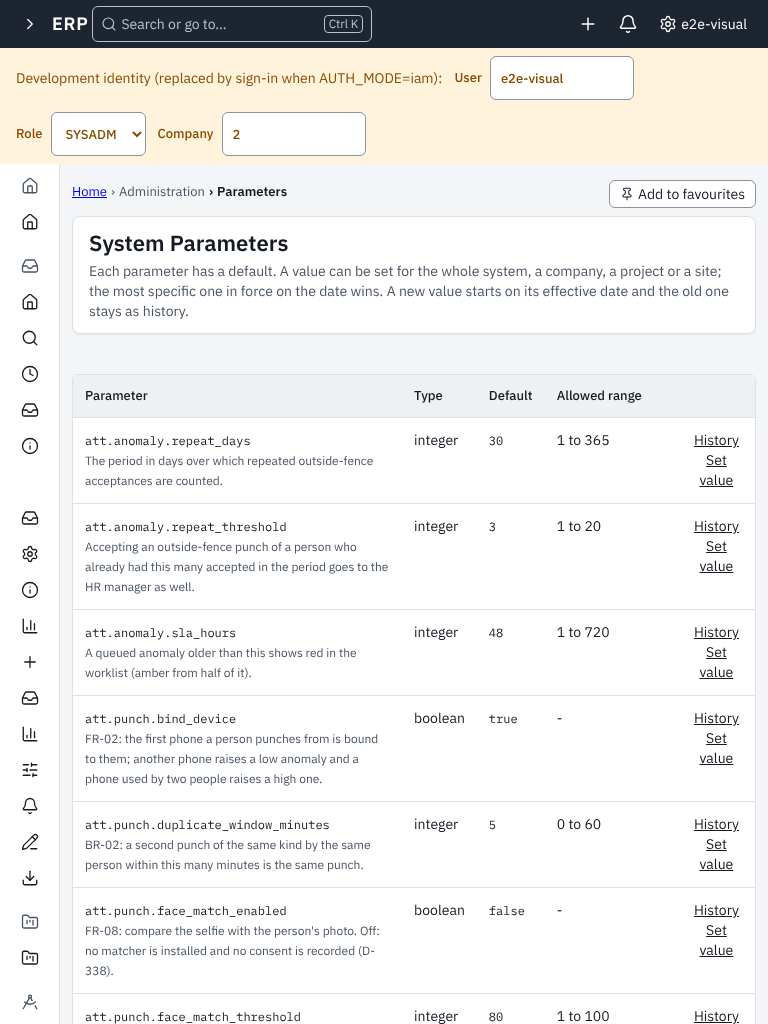 ERP
Search or go to...
Ctrl K
e2e-visual
Development identity (replaced by sign-in when AUTH_MODE=iam):
User
e2e-visual
Role
SYSADM
Company
2
Home › Administration › Parameters
Add to favourites
System Parameters
Each parameter has a default. A value can be set for the whole system, a company, a project or a site;
the most specific one in force on the date wins. A new value starts on its effective date and the old one
stays as history.
Parameter Type Default Allowed range
att.anomaly.repeat_days integer 30 1 to 365 History
The period in days over which repeated outside-fence Set
acceptances are counted. value
att.anomaly.repeat_threshold integer 3 1 to 20 History
Accepting an outside-fence punch of a person who Set
already had this many accepted in the period goes to the value
HR manager as well.
att.anomaly.sla_hours integer 48 1 to 720 History
A queued anomaly older than this shows red in the Set
worklist (amber from half of it). value
att.punch.bind_device boolean true - History
FR-02: the first phone a person punches from is bound Set
to them; another phone raises a low anomaly and a value
phone used by two people raises a high one.
att.punch.duplicate_window_minutes integer 5 0 to 60 History
BR-02: a second punch of the same kind by the same Set
person within this many minutes is the same punch. value
att.punch.face_match_enabled boolean false - History
FR-08: compare the selfie with the person's photo. Off: Set
no matcher is installed and no consent is recorded (D- value
338).
att.punch.face_match_threshold integer 80 1 to 100 History